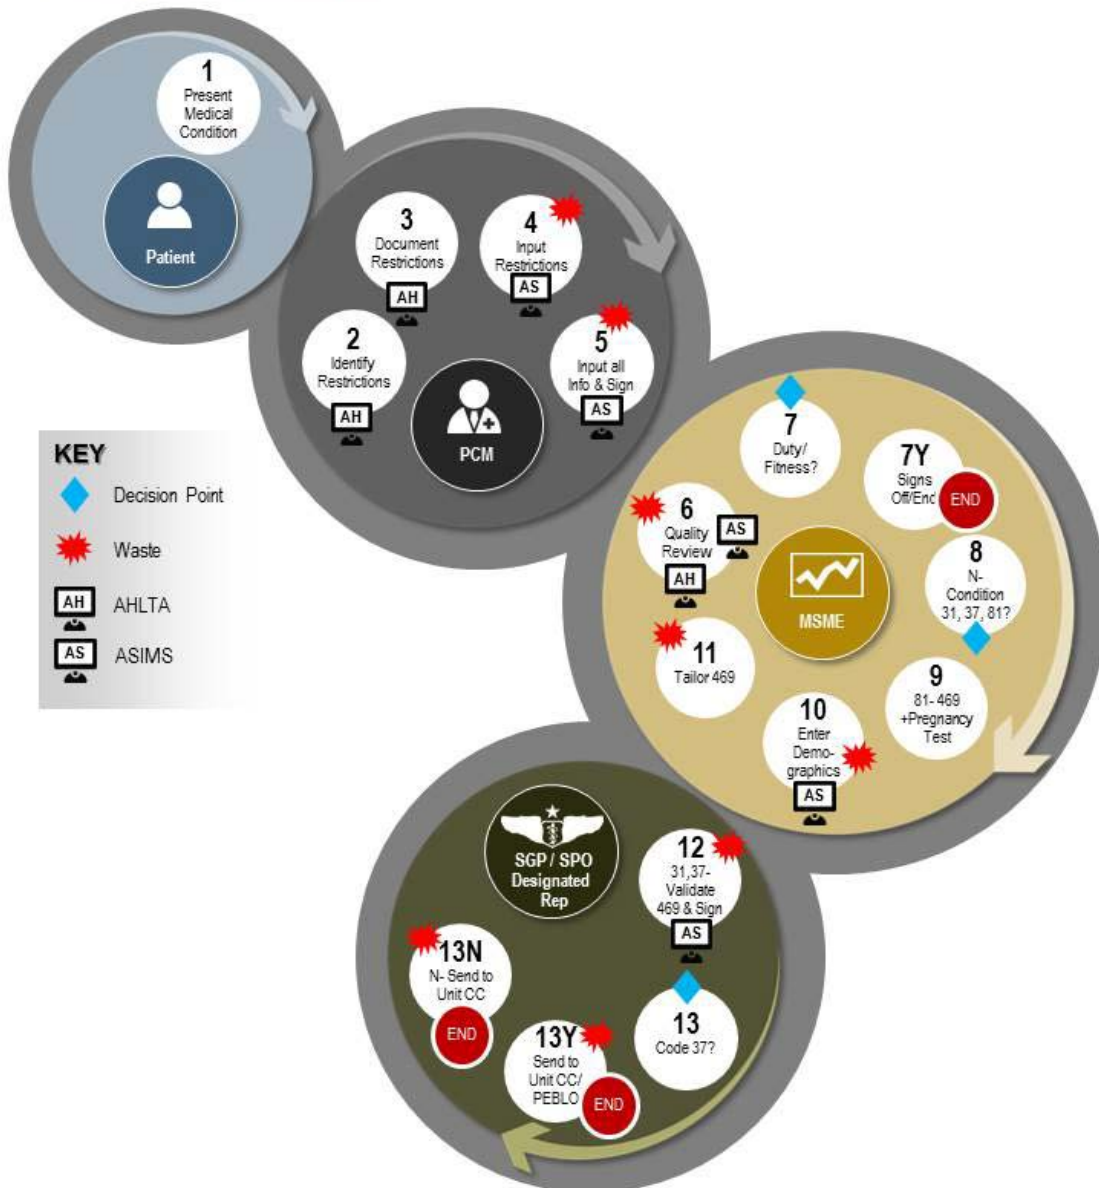 1
Present
Medical
Condition
Patient
3
Document
Restrictions
AH
4
Input
Restrictions
AS
2
Identify
Restrictions
AH
5
Input all
Info & Sign
AS
PCM
KEY
Decision Point
Waste
AH
AHLTA
AS
ASIMS
7
Duty/
Fitness?
7Y
Signs
Off/End
END
6
Quality
Review
AS
AH
MSME
8
N-
Condition
31, 37, 81?
11
Tailor 469
9
81- 469
+Pregnancy
Test
10
Enter
Demo-
graphics
AS
SGP / SPO
Designated
Rep
12
31,37-
Validate
469 & Sign
AS
13N
N- Send to
Unit CC
END
13
Code 37?
13Y
Send to
Unit CC/
PEBLO
END